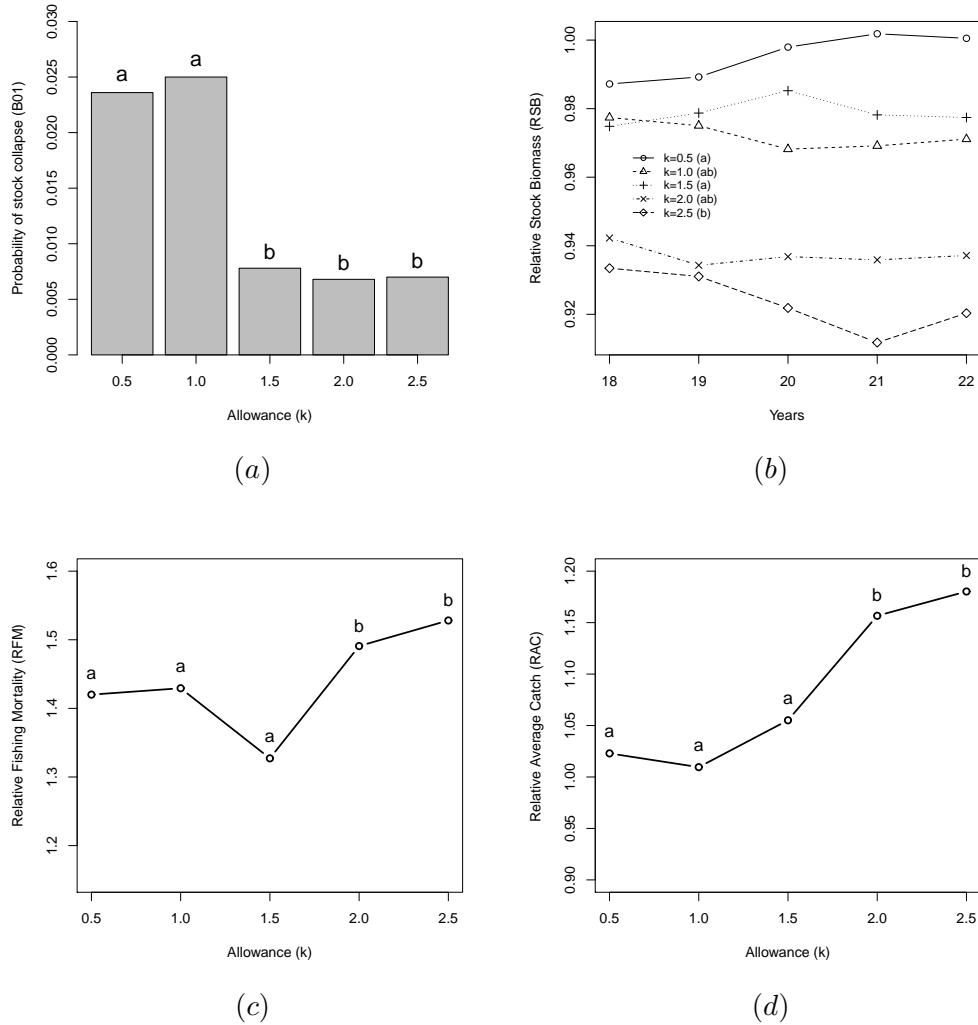 Probability of stock collapse (B01)
0.030
0.025
0.020
0.015
0.010
0.005
0.000
a
a
b
b
b
0.5 1.0 1.5 2.0 2.5
Allowance (k)
(a)
Relative Stock Biomass (RSB)
1.00
0.98
0.96
0.94
0.92
k=0.5 (a)
k=1.0 (ab)
k=1.5 (a)
k=2.0 (ab)
k=2.5 (b)
18 19 20 21 22
Years
(b)
Relative Fishing Mortality (RFM)
1.6
1.5
1.4
1.3
1.2
a
a
a
b
b
0.5 1.0 1.5 2.0 2.5
Allowance (k)
(c)
Relative Average Catch (RAC)
1.20
1.15
1.10
1.05
1.00
0.95
0.90
a
a
a
b
b
0.5 1.0 1.5 2.0 2.5
Allowance (k)
(d)